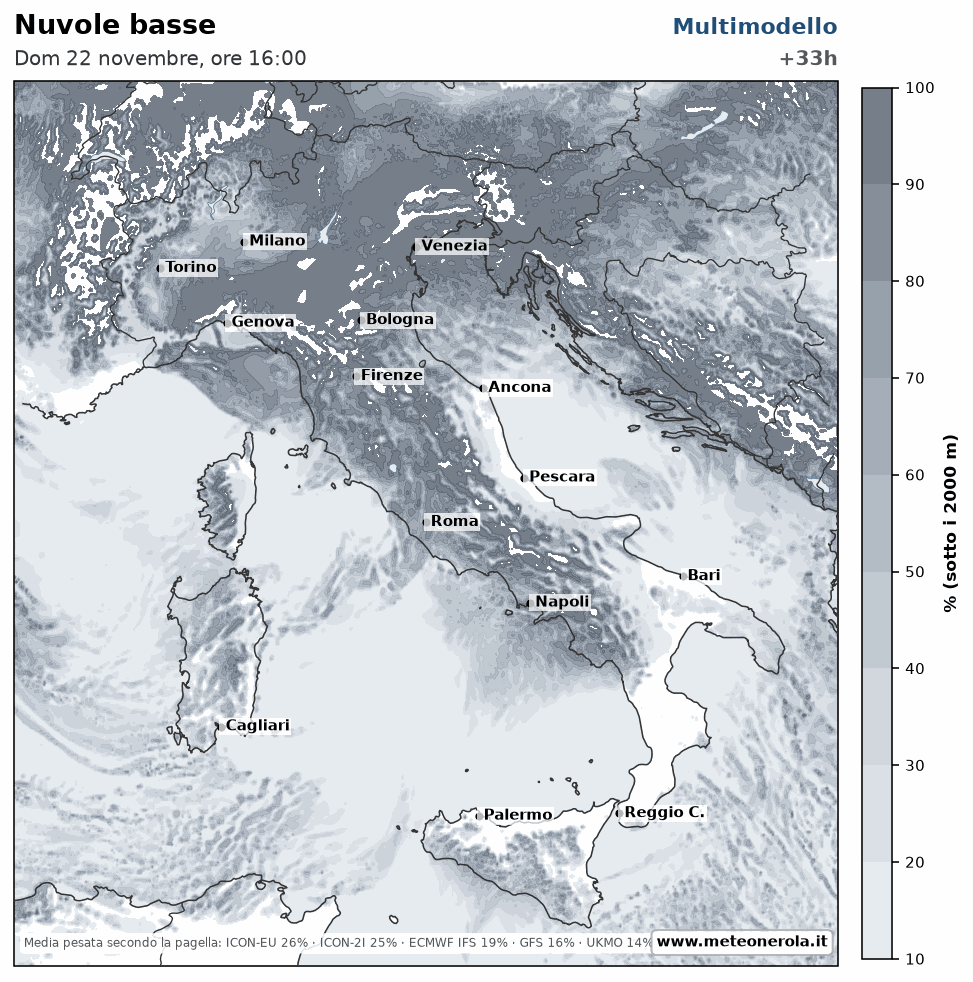 Nuvole basse
Multimodello
Dom 22 novembre, ore 16:00
+33h
100
90
80
70
60
50
40
30
20
10
% (sotto i 2000 m)
Milano
Venezia
Torino
Genova
Bologna
Firenze
Ancona
Pescara
Roma
Bari
Napoli
Cagliari
Palermo
Reggio C.
Media pesata secondo la pagella: ICON-EU 26% · ICON-2I 25% · ECMWF IFS 19% · GFS 16% · UKMO 14%
www.meteonerola.it